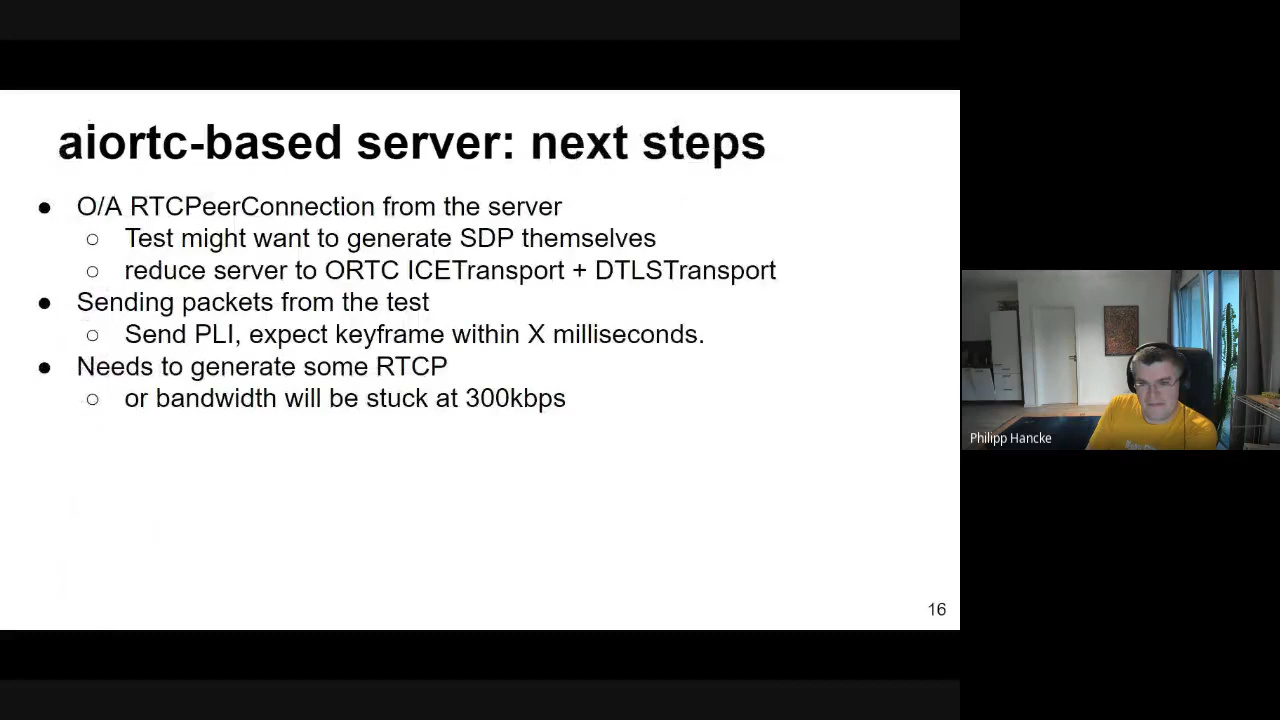 aiortc-based server: next steps
● O/A RTCPeerConnection from the server
○ Test might want to generate SDP themselves
○ reduce server to ORTC ICETransport + DTLSTransport
● Sending packets from the test
○ Send PLI, expect keyframe within X milliseconds.
● Needs to generate some RTCP
○ or bandwidth will be stuck at 300kbps
16
Philipp Hancke